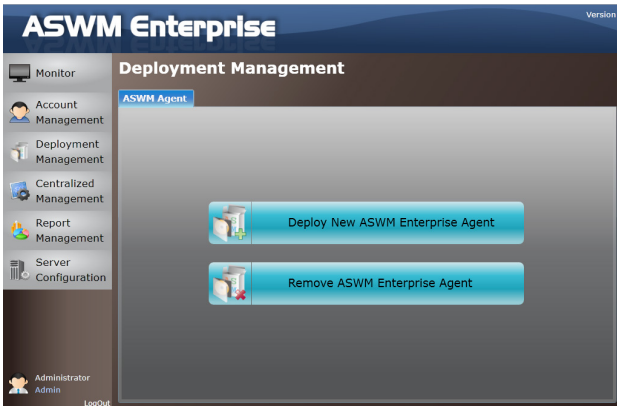 ASWM Enterprise
Version
Monitor
Account
Management
Deployment
Management
Centralized
Management
Report
Management
Server
Configuration
Administrator
Admin
LogOut
Deployment Management
ASWM Agent
Deploy New ASWM Enterprise Agent
Remove ASWM Enterprise Agent